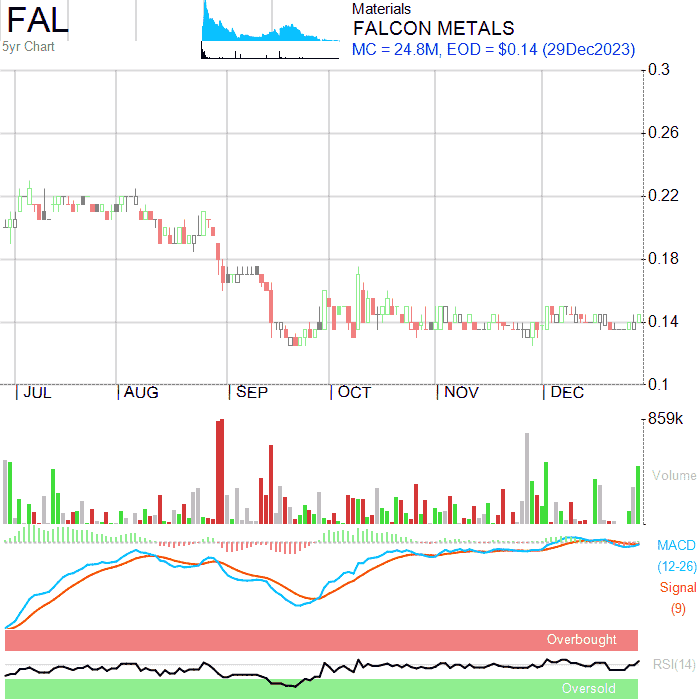 FAL
5yr Chart
Materials
FALCON METALS
MC = 24.8M, EOD = $0.14 (29Dec2023)
0.3
0.26
0.22
0.18
0.14
0.1
JUL AUG SEP OCT NOV DEC
859k
Volume
MACD
(12-26)
Signal
(9)
Overbought
RSI(14)
Oversold